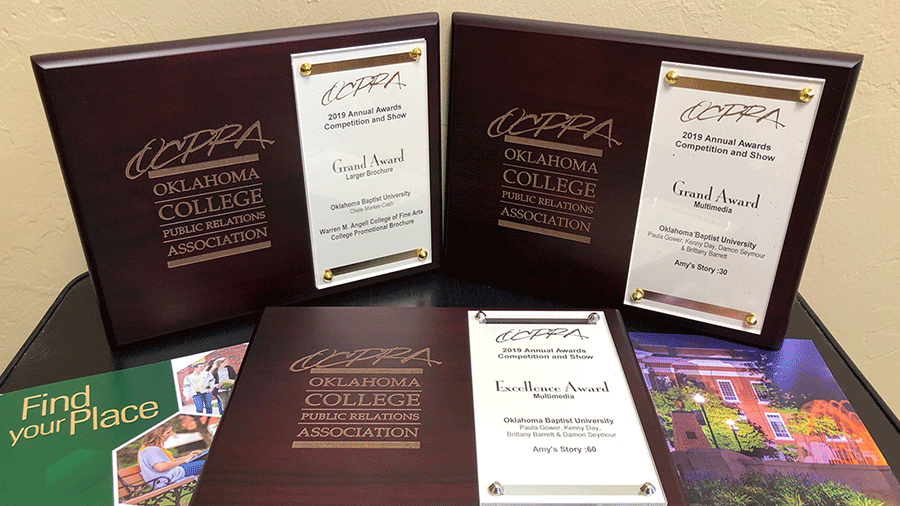 OCPRA
OKLAHOMA
COLLEGE
PUBLIC RELATIONS
ASSOCIATION
OCPRA
2019 Annual Awards
Competition and Show
Grand Award
Larger Brochure
Oklahoma Baptist University
Chele Marker-Cash
Warren M. Angell College of Fine Arts
College Promotional Brochure
OCPRA
OKLAHOMA
COLLEGE
PUBLIC RELATIONS
ASSOCIATION
OCPRA
2019 Annual Awards
Competition and Show
Grand Award
Multimedia
Oklahoma Baptist University
Paula Gower, Kenny Day, Damon Seymour
& Brittany Barrett
Amy's Story :30
OCPRA
OKLAHOMA
COLLEGE
PUBLIC RELATIONS
ASSOCIATION
OCPRA
2019 Annual Awards
Competition and Show
Excellence Award
Multimedia
Oklahoma Baptist University
Paula Gower, Kenny Day,
Brittany Barrett & Damon Seymour
Amy's Story :60
Find
your Place